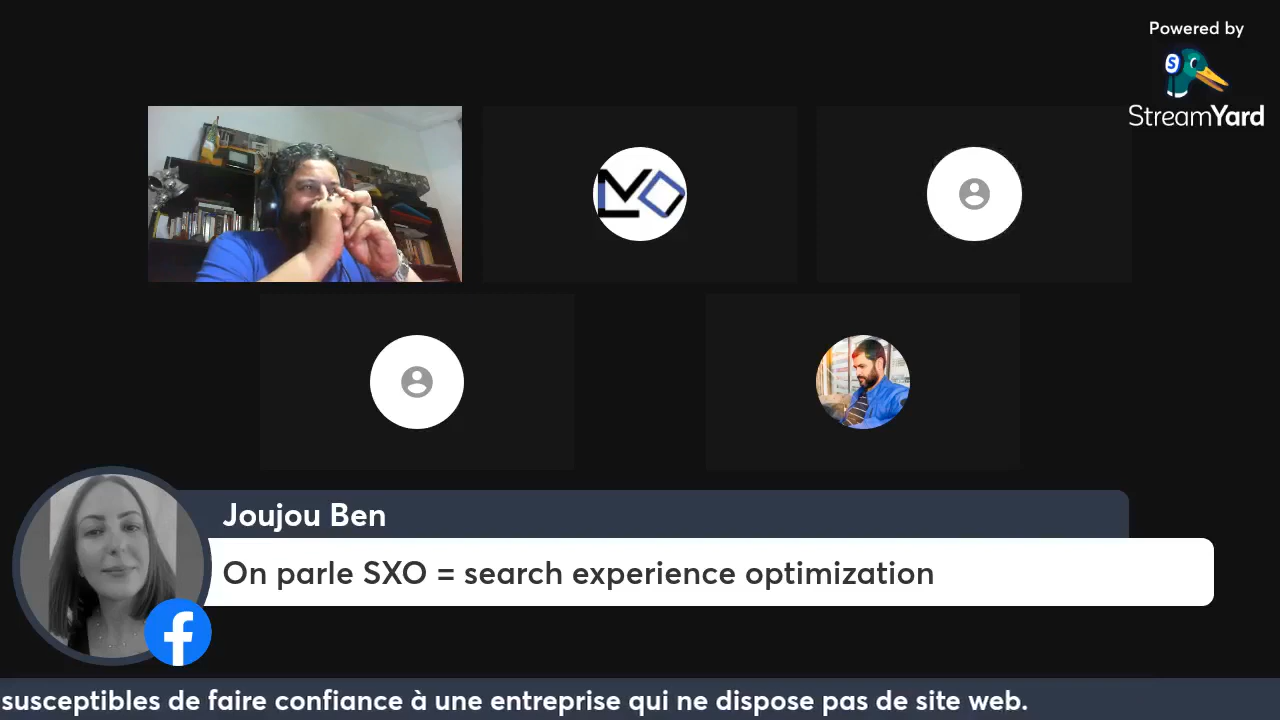 Powered by
StreamYard
Joujou Ben
On parle SXO = search experience optimization
susceptibles de faire confiance à une entreprise qui ne dispose pas de site web.